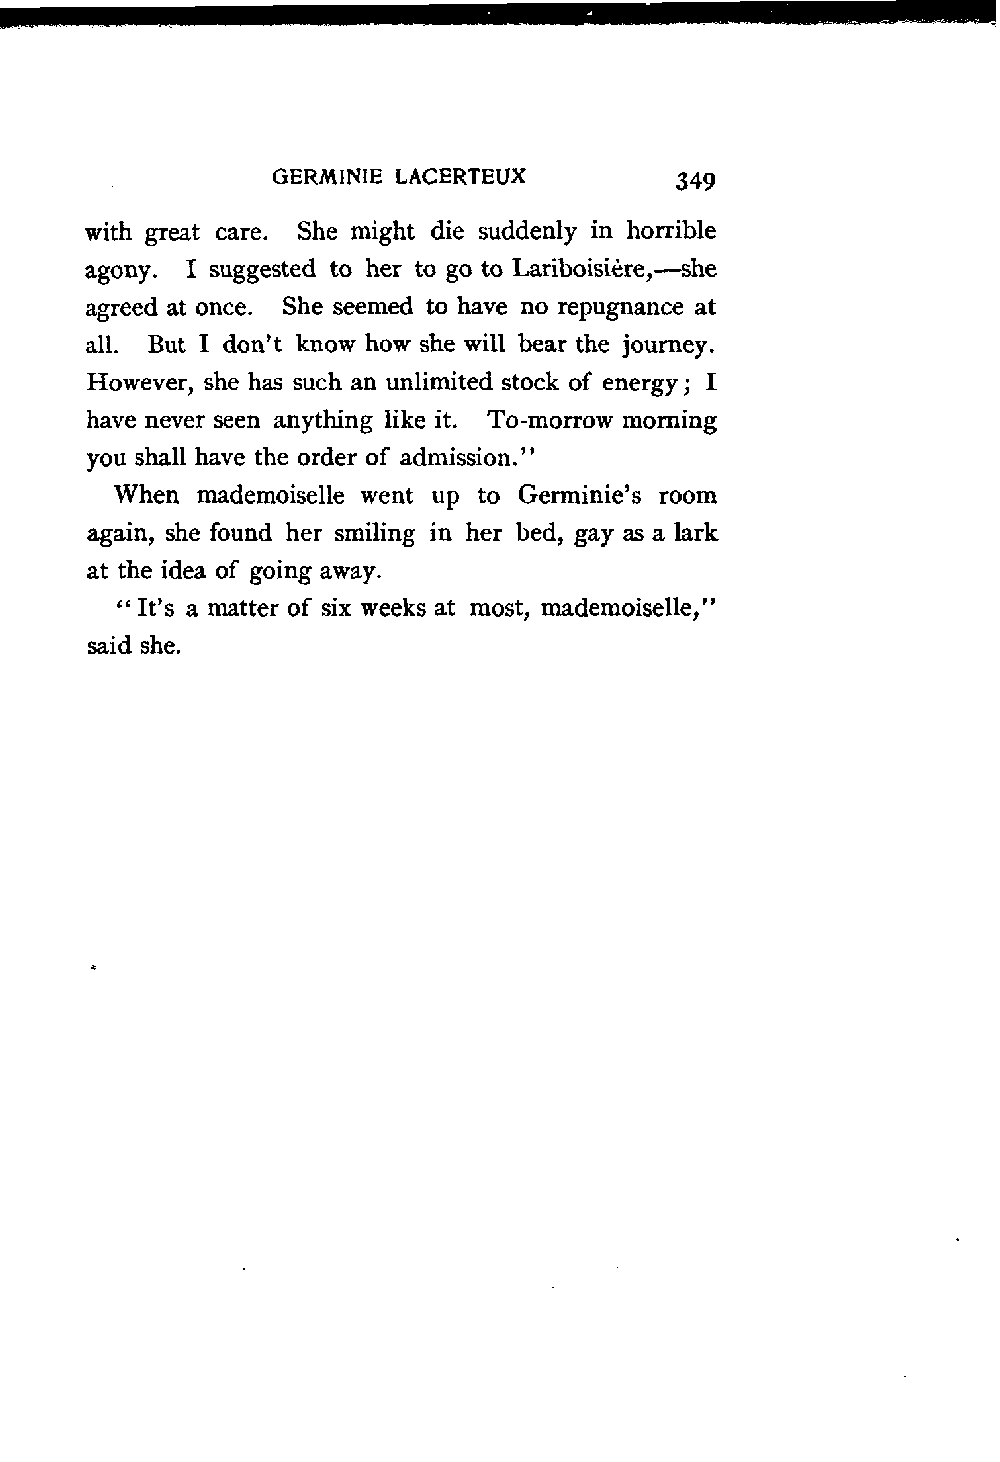 GERMINIE LACERTEUX 349
with great care. She might die suddenly in horrible
agony. I suggested to her to go to Lariboisière,—she
agreed at once. She seemed to have no repugnance at
all. But I don't know how she will bear the journey.
However, she has such an unlimited stock of energy; I
have never seen anything like it. To-morrow morning
you shall have the order of admission."
When mademoiselle went up to Germinie's room
again, she found her smiling in her bed, gay as a lark
at the idea of going away.
"It's a matter of six weeks at most, mademoiselle,"
said she.